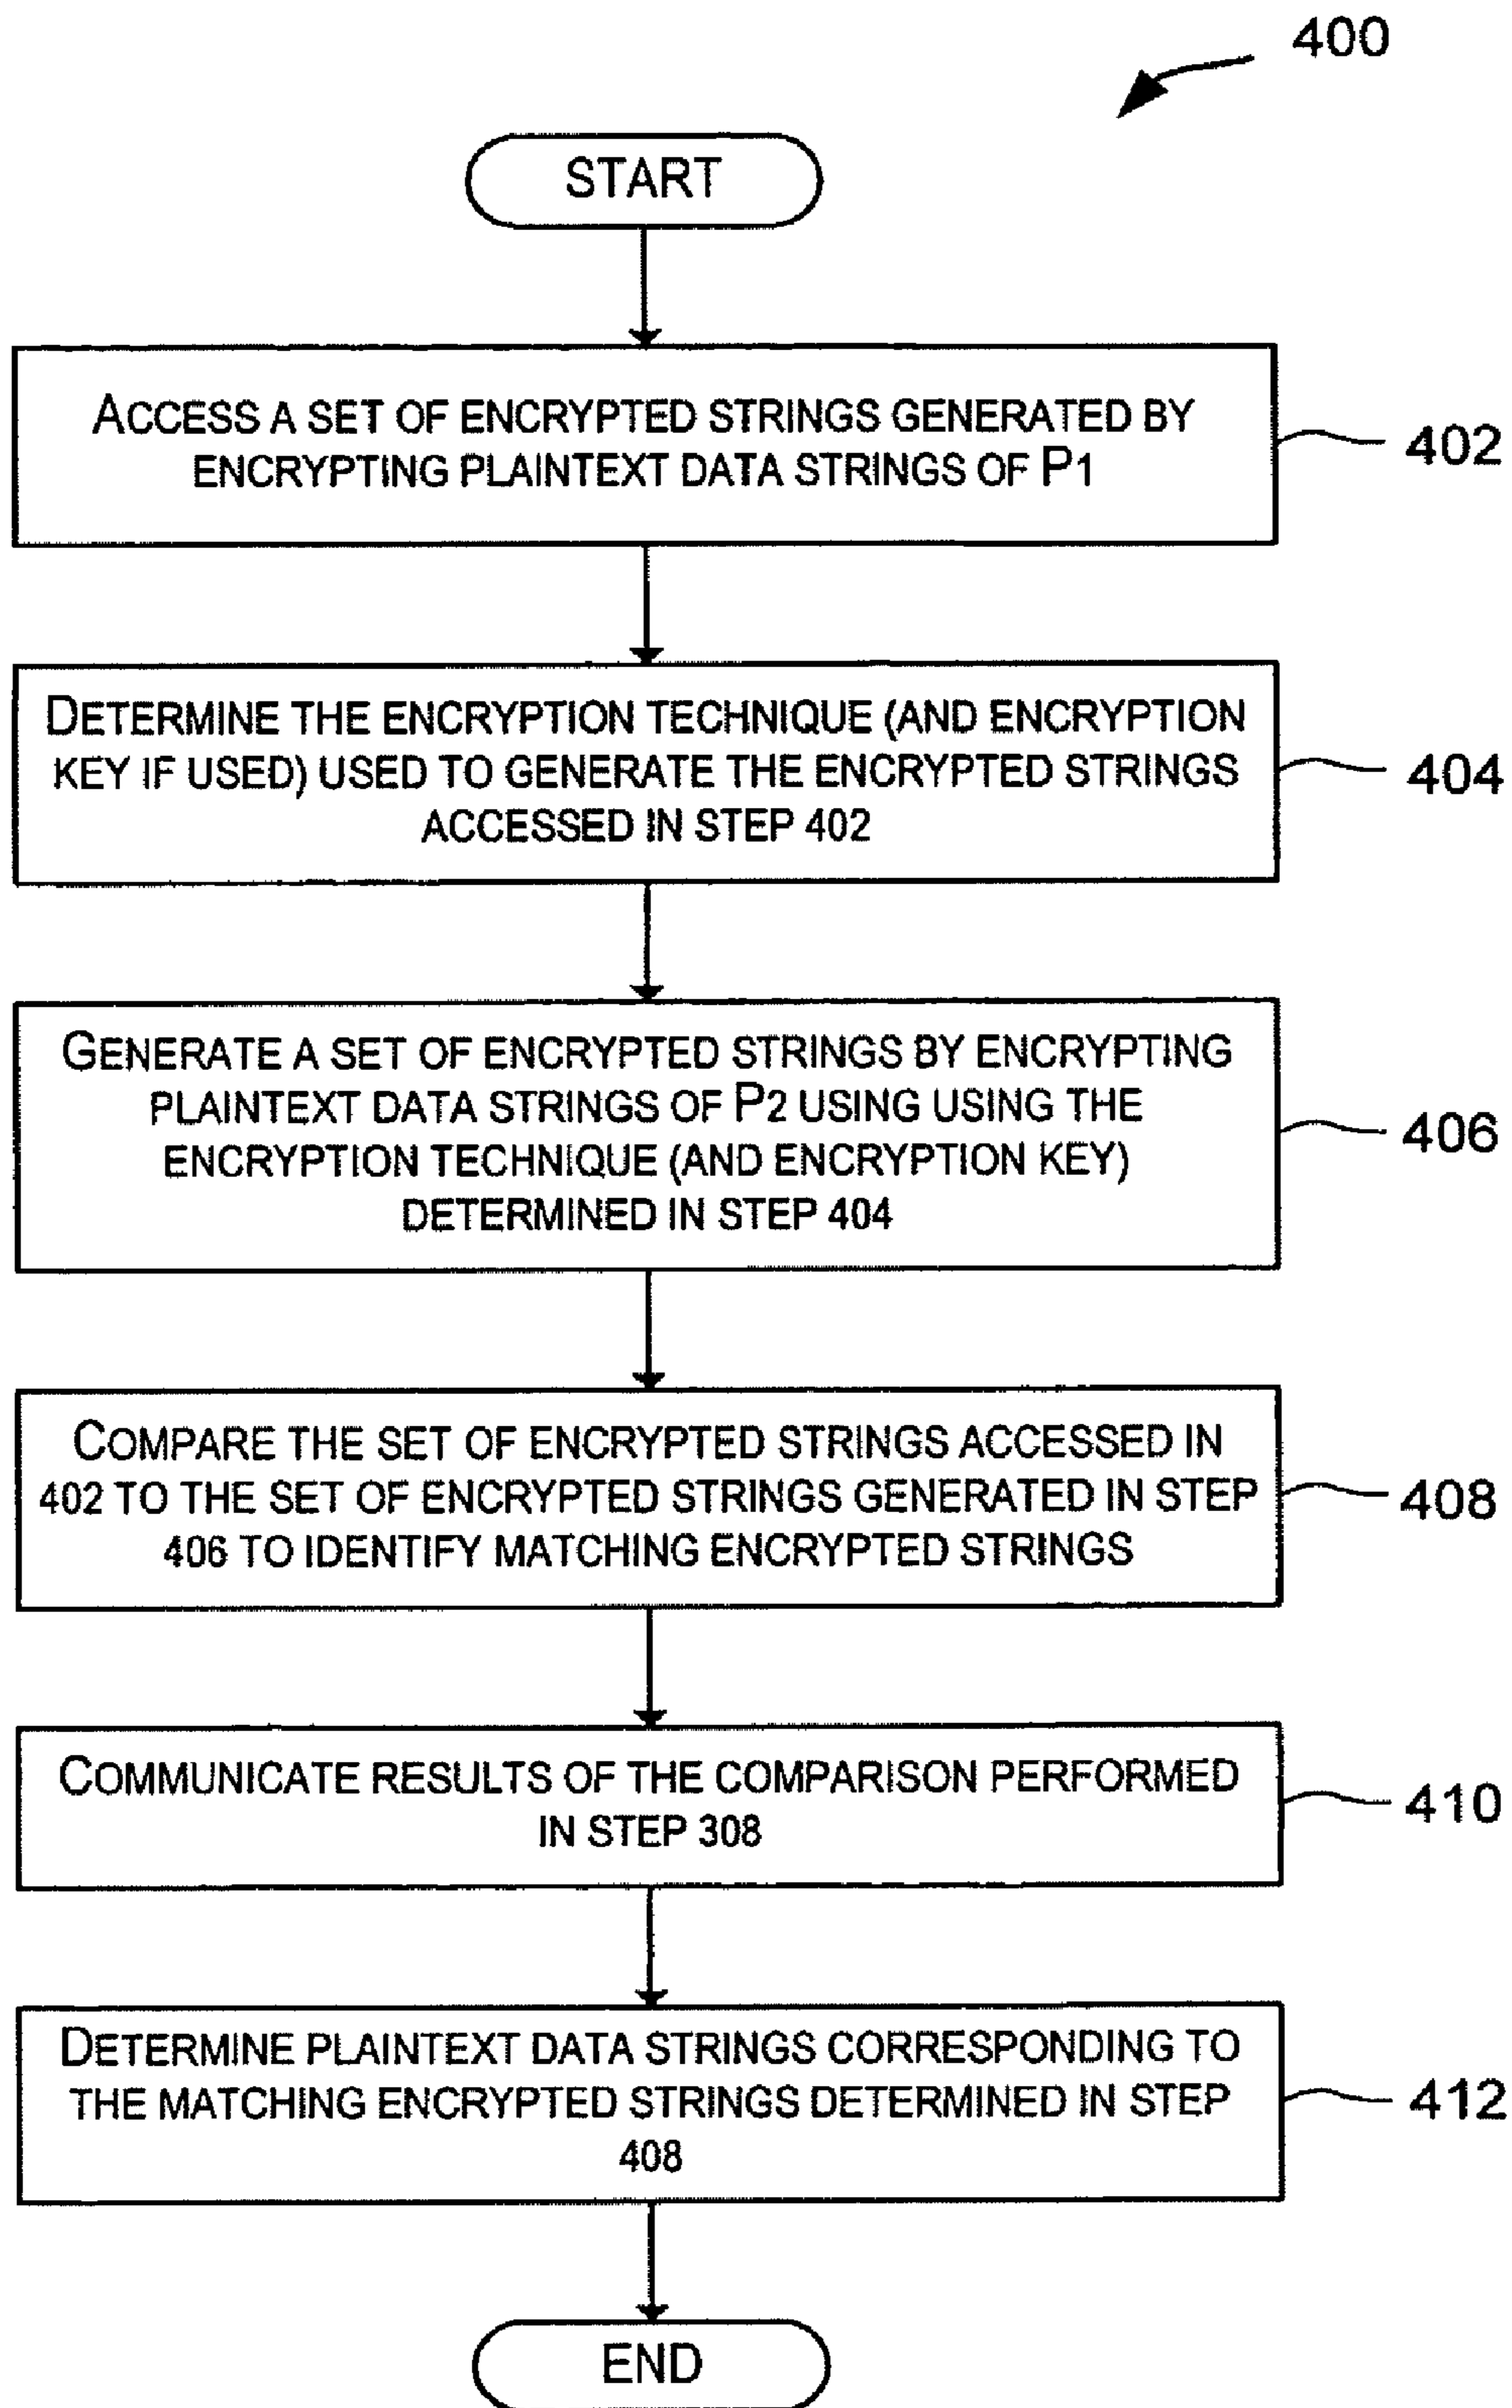 400
START
ACCESS A SET OF ENCRYPTED STRINGS GENERATED BY
ENCRYPTING PLAINTEXT DATA STRINGS OF P1
402
DETERMINE THE ENCRYPTION TECHNIQUE (AND ENCRYPTION
KEY IF USED) USED TO GENERATE THE ENCRYPTED STRINGS
ACCESSED IN STEP 402
404
GENERATE A SET OF ENCRYPTED STRINGS BY ENCRYPTING
PLAINTEXT DATA STRINGS OF P2 USING USING THE
ENCRYPTION TECHNIQUE (AND ENCRYPTION KEY)
DETERMINED IN STEP 404
406
COMPARE THE SET OF ENCRYPTED STRINGS ACCESSED IN
402 TO THE SET OF ENCRYPTED STRINGS GENERATED IN STEP
406 TO IDENTIFY MATCHING ENCRYPTED STRINGS
408
COMMUNICATE RESULTS OF THE COMPARISON PERFORMED
IN STEP 308
410
DETERMINE PLAINTEXT DATA STRINGS CORRESPONDING TO
THE MATCHING ENCRYPTED STRINGS DETERMINED IN STEP
408
412
END